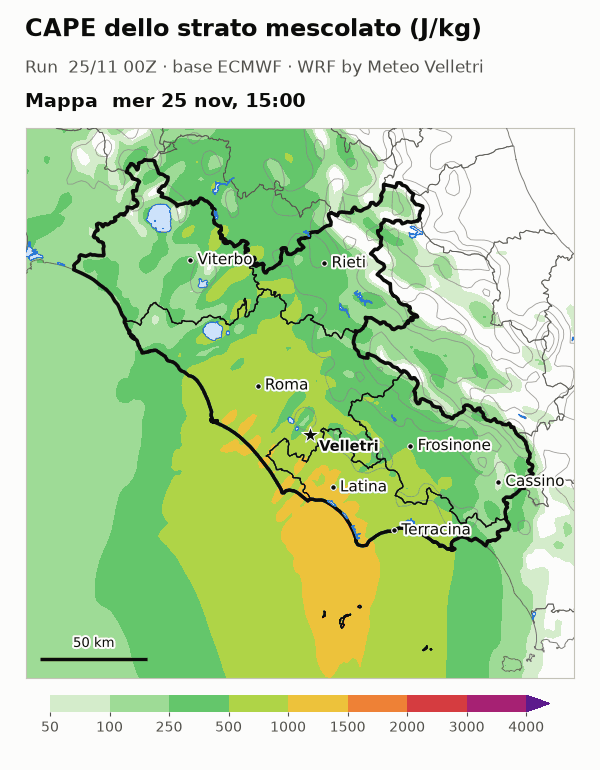 CAPE dello strato mescolato (J/kg)
Run  25/11 00Z · base ECMWF · WRF by Meteo Velletri
Mappa  mer 25 nov, 15:00
Viterbo
Rieti
Roma
Velletri
Frosinone
Latina
Cassino
Terracina
50 km
50 100 250 500 1000 1500 2000 3000 4000